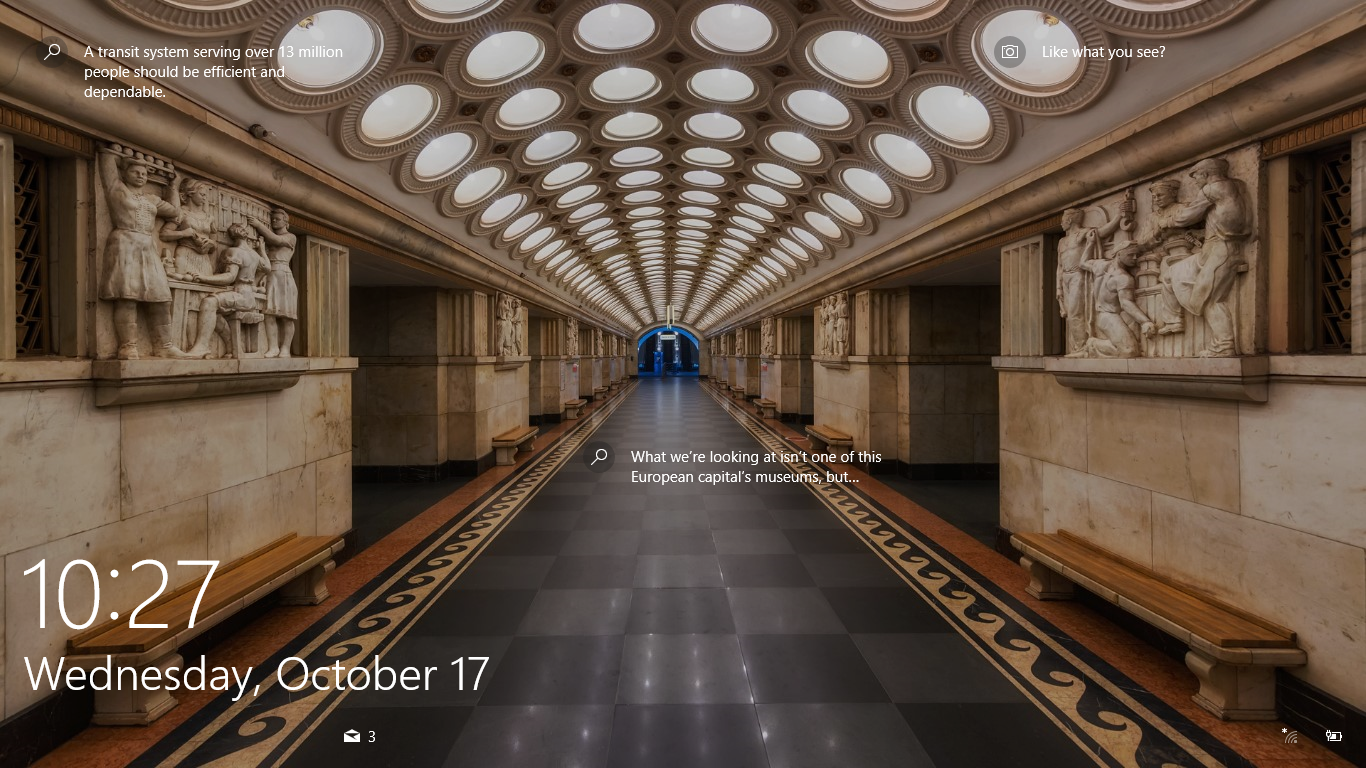 A transit system serving over 13 million
people should be efficient and
dependable.
Like what you see?
What we're looking at isn't one of this
European capital's museums, but...
10:27
Wednesday, October 17
3